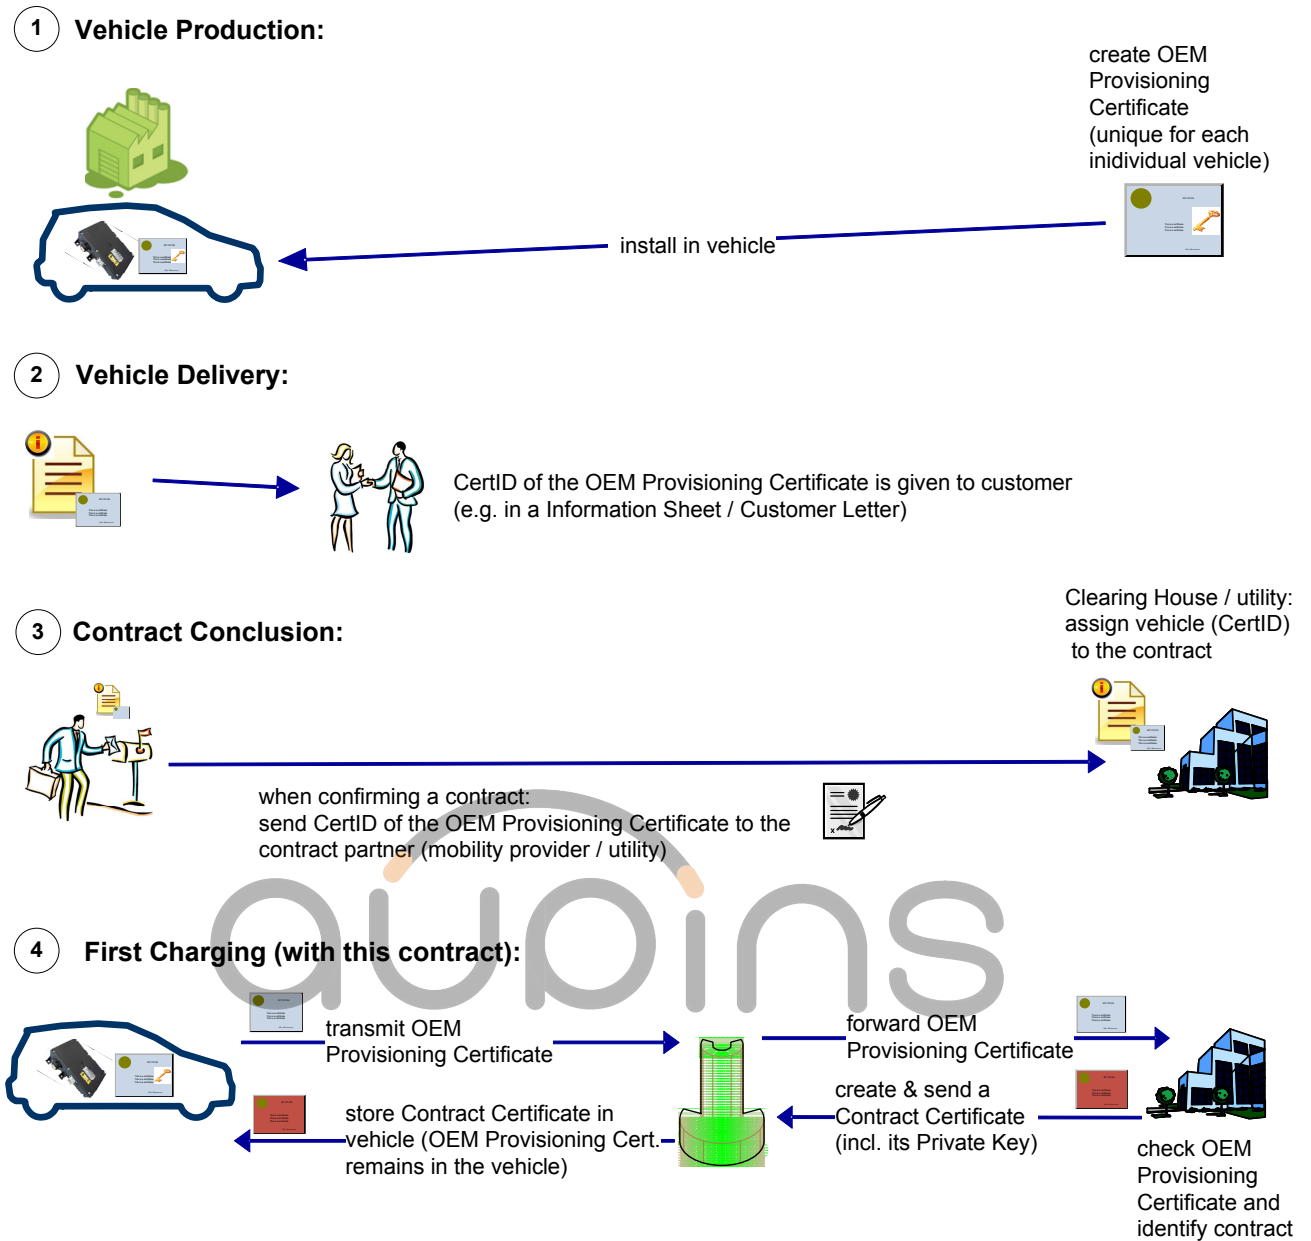 1 Vehicle Production:
create OEM
Provisioning
Certificate
(unique for each
inidividual vehicle)
install in vehicle
2 Vehicle Delivery:
CertID of the OEM Provisioning Certificate is given to customer
(e.g. in a Information Sheet / Customer Letter)
3 Contract Conclusion:
Clearing House / utility:
assign vehicle (CertID)
to the contract
when confirming a contract:
send CertID of the OEM Provisioning Certificate to the
contract partner (mobility provider / utility)
4 First Charging (with this contract):
transmit OEM
Provisioning Certificate
forward OEM
Provisioning Certificate
create & send a
Contract Certificate
(incl. its Private Key)
store Contract Certificate in
vehicle (OEM Provisioning Cert.
remains in the vehicle)
check OEM
Provisioning
Certificate and
identify contract